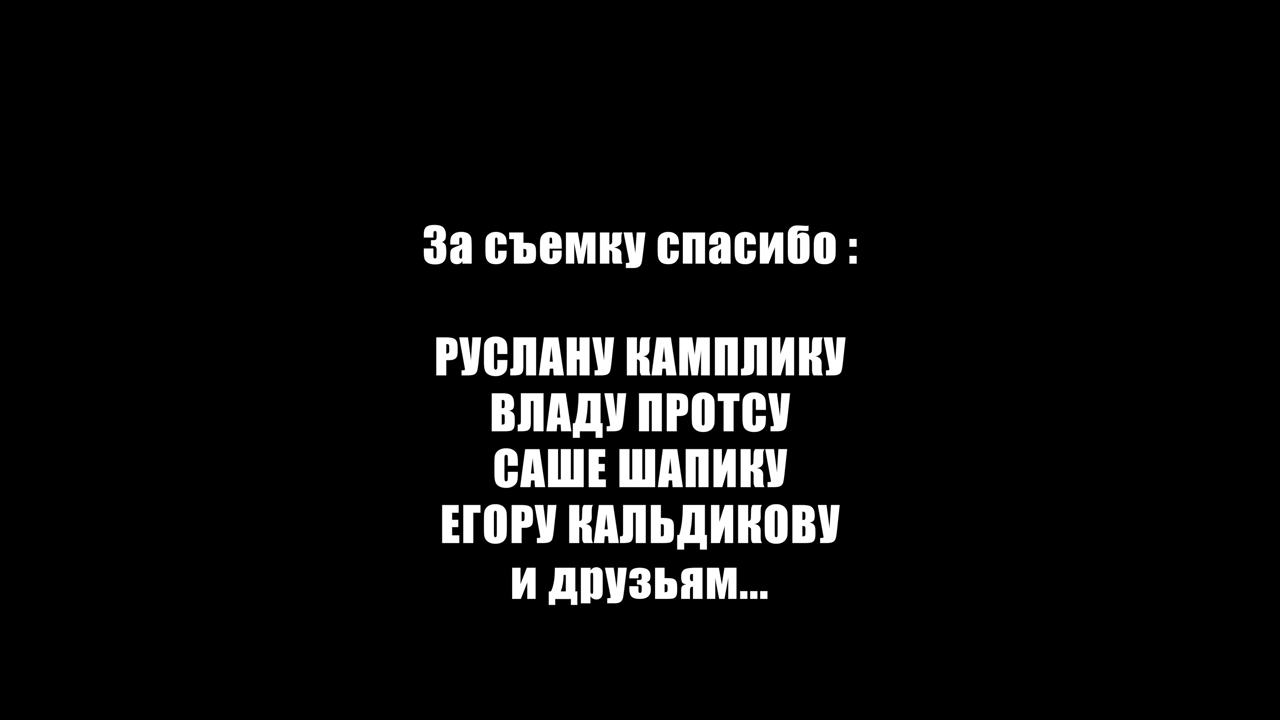 За съемку спасибо :
РУСЛАНУ КАМПЛИКУ
ВЛАДУ ПРОТСУ
САШЕ ШАПИКУ
ЕГОРУ КАЛЬДИКОВУ
и друзьям...